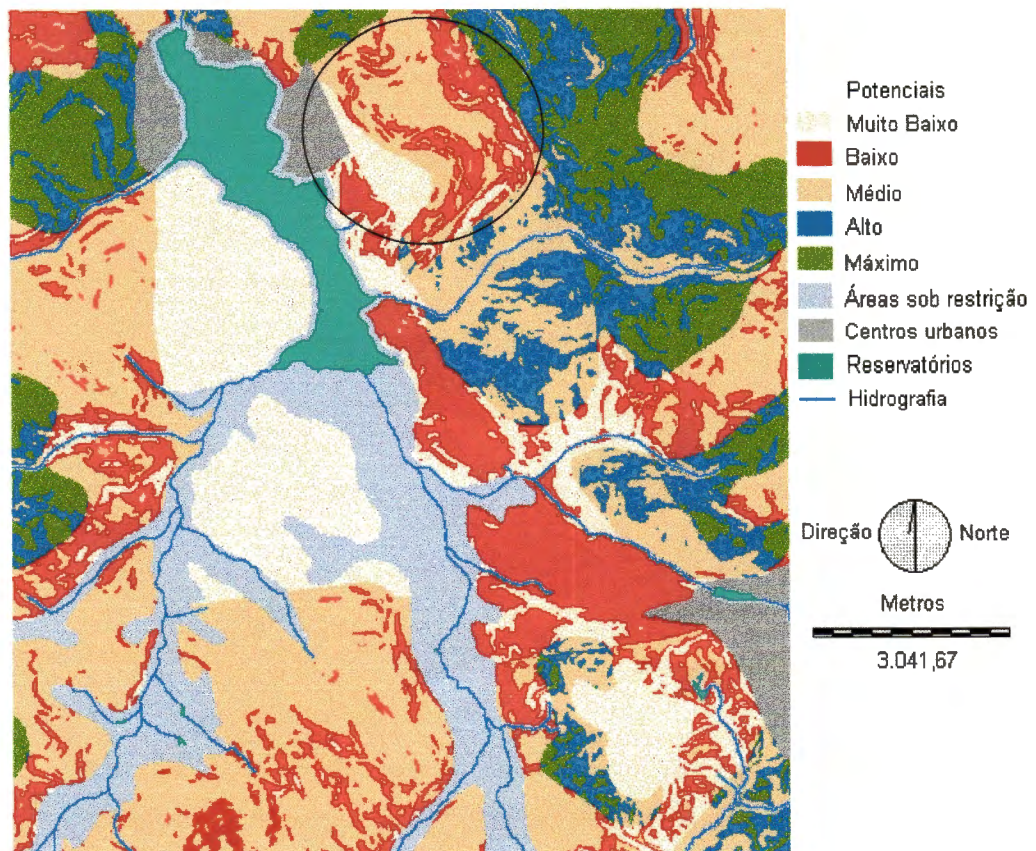 Potenciais
Muito Baixo
Baixo
Médio
Alto
Máximo
Áreas sob restrição
Centros urbanos
Reservatórios
Hidrografia
Direção Norte
Metros
3.041,67